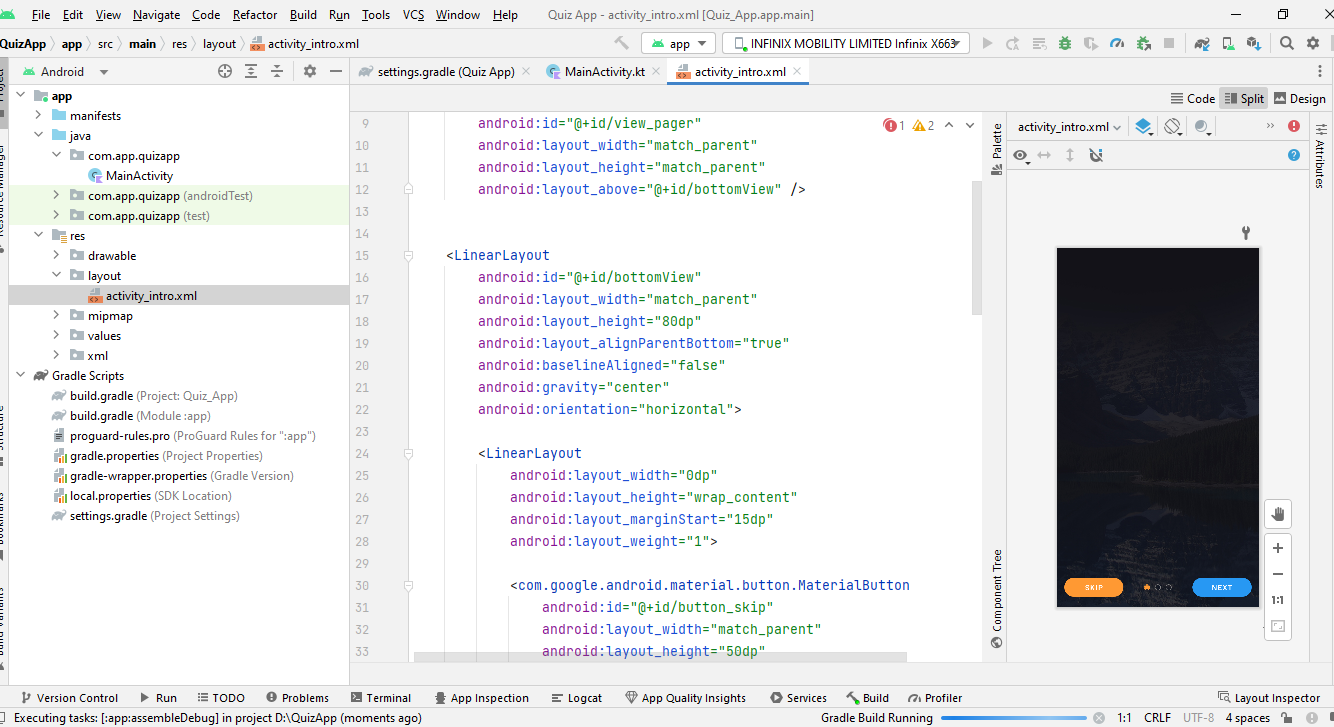 File Edit View Navigate Code Refactor Build Run Tools VCS Window Help Quiz App - activity_intro.xml [Quiz_App.app.main]
QuizApp app src main res layout activity_intro.xml app INFINIX MOBILITY LIMITED Infinix X663
Android settings.gradle (Quiz App) MainActivity.kt activity_intro.xml
Code Split Design
app
manifests
java
com.app.quizapp
MainActivity
com.app.quizapp (androidTest)
com.app.quizapp (test)
res
drawable
layout
activity_intro.xml
mipmap
values
xml
Gradle Scripts
build.gradle (Project: Quiz_App)
build.gradle (Module :app)
proguard-rules.pro (ProGuard Rules for ":app")
gradle.properties (Project Properties)
gradle-wrapper.properties (Gradle Version)
local.properties (SDK Location)
settings.gradle (Project Settings)
Project
Resource Manager
Structure
Bookmarks
Build Variants
9 android:id="@+id/view_pager"
10 android:layout_width="match_parent"
11 android:layout_height="match_parent"
12 android:layout_above="@+id/bottomView" />
13
14
15 <LinearLayout
16 android:id="@+id/bottomView"
17 android:layout_width="match_parent"
18 android:layout_height="80dp"
19 android:layout_alignParentBottom="true"
20 android:baselineAligned="false"
21 android:gravity="center"
22 android:orientation="horizontal">
23
24 <LinearLayout
25 android:layout_width="0dp"
26 android:layout_height="wrap_content"
27 android:layout_marginStart="15dp"
28 android:layout_weight="1">
29
30 <com.google.android.material.button.MaterialButton
31 android:id="@+id/button_skip"
32 android:layout_width="match_parent"
33 android:layout_height="50dp"
1 2
Palette
Component Tree
activity_intro.xml
Attributes
SKIP NEXT
1:1
Version Control Run TODO Problems Terminal App Inspection Logcat App Quality Insights Services Build Profiler Layout Inspector
Executing tasks: [:app:assembleDebug] in project D:\QuizApp (moments ago) Gradle Build Running 1:1 CRLF UTF-8 4 spaces